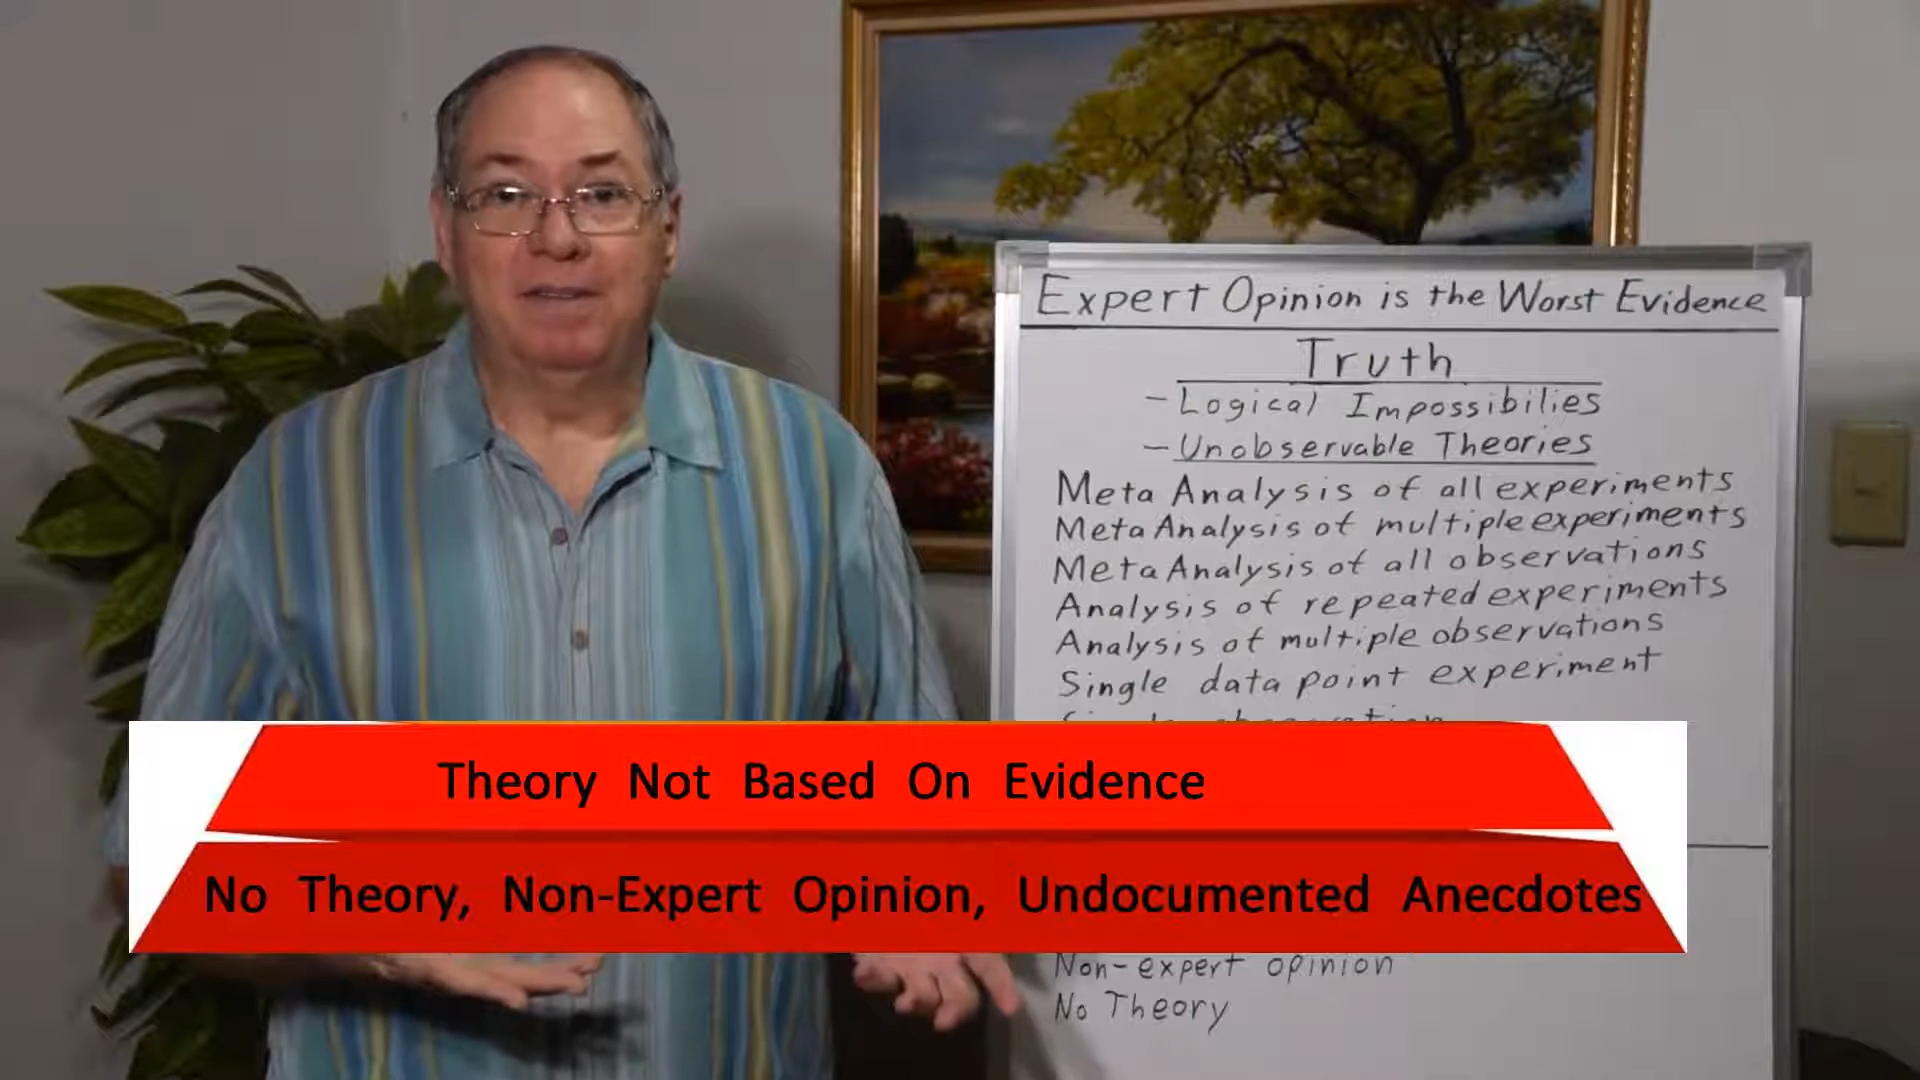 Expert Opinion is the Worst Evidence
Truth
- Logical Impossibilies
- Unobservable Theories
Meta Analysis of all experiments
Meta Analysis of multiple experiments
Meta Analysis of all observations
Analysis of repeated experiments
Analysis of multiple observations
Single data point experiment
Theory Not Based On Evidence
No Theory, Non-Expert Opinion, Undocumented Anecdotes
Non-expert opinion
No Theory